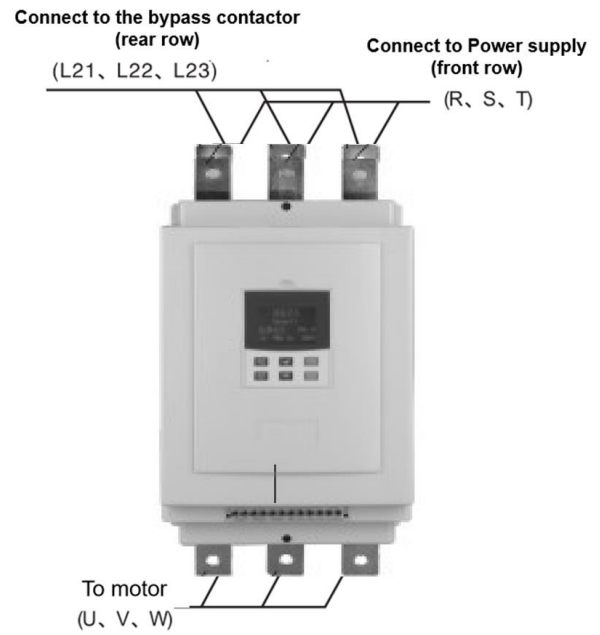 Connect to the bypass contactor
(rear row)
(L21、L22、L23)
Connect to Power supply
(front row)
(R、S、T)
To motor
(U、V、W)